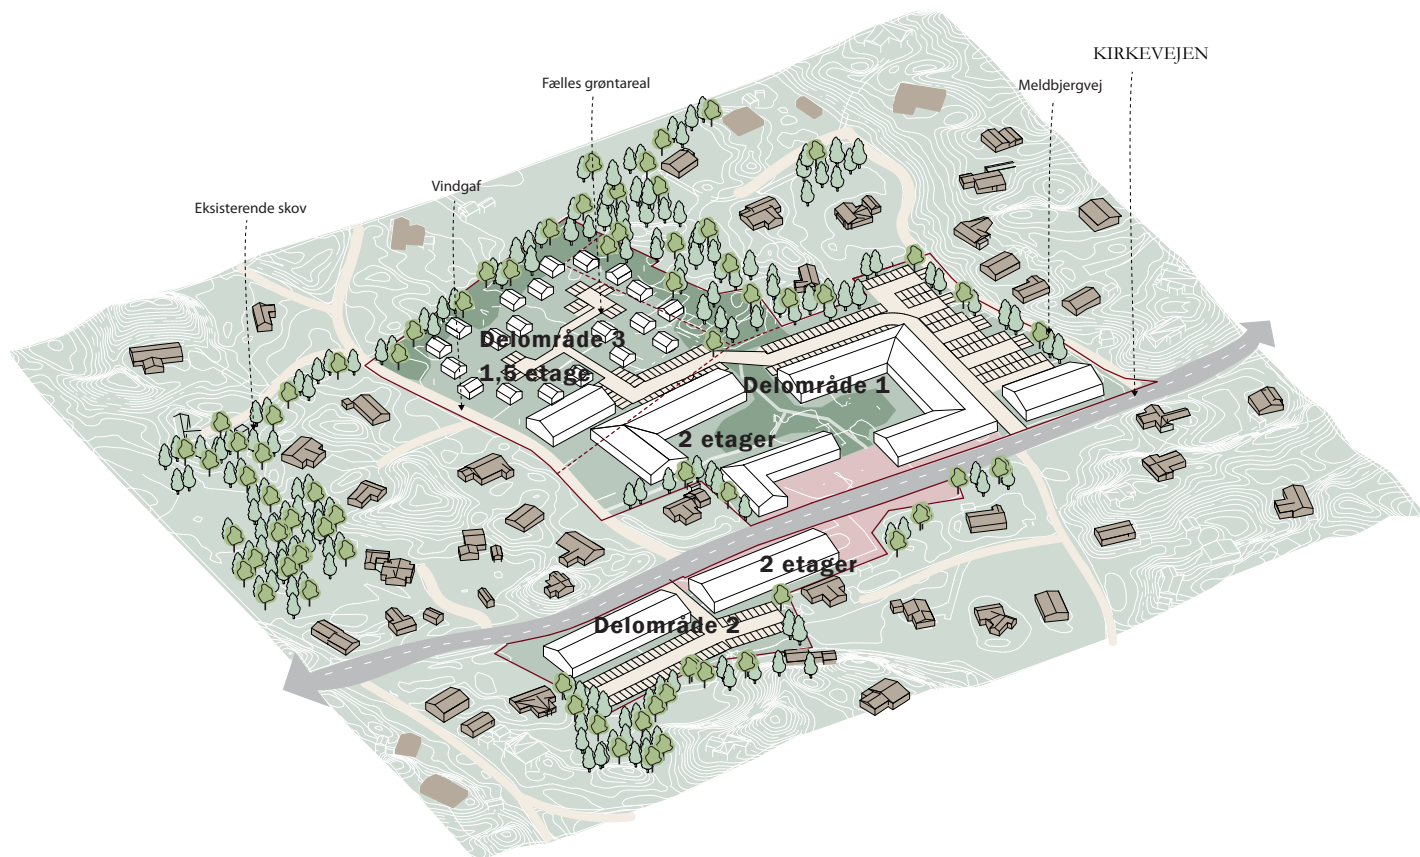 KIRKEVEJEN
Fælles grøntareal
Meldbjergvej
Vindgaf
Eksisterende skov
Delområde 3
1,5 etage
Delområde 1
2 etager
2 etager
Delområde 2